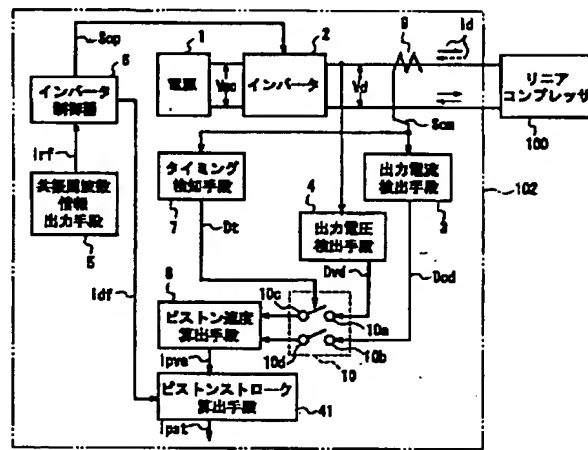 Scp
6
インバータ
制御器
Irf
共振周波数
情報
出力手段
5
Idf
1
電源
Vpc
2
インバータ
Vd
9
Id
Scm
リニア
コンプレッサ
100
102
タイミング
検知手段
7
Dt
4
出力電圧
検出手段
Dvd
出力電流
検出手段
3
Dcd
8
ピストン速度
算出手段
Ipve
10c
10a
10d
10b
10
ピストンストローク
算出手段
41
Ipst